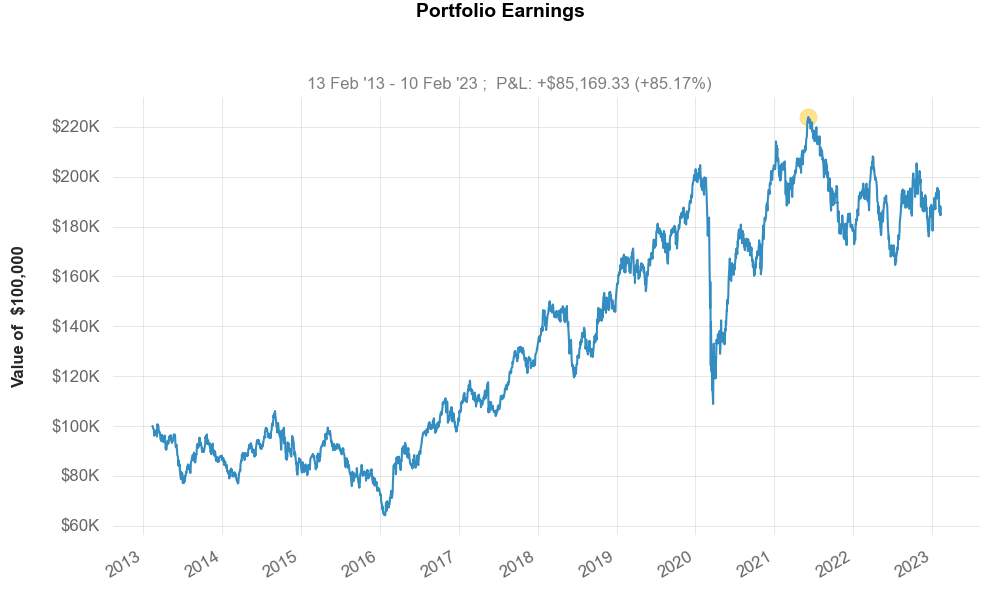 Portfolio Earnings
13 Feb '13 - 10 Feb '23 ;  P&L: +$85,169.33 (+85.17%)
Value of  $100,000
$220K
$200K
$180K
$160K
$140K
$120K
$100K
$80K
$60K
2013
2014
2015
2016
2017
2018
2019
2020
2021
2022
2023